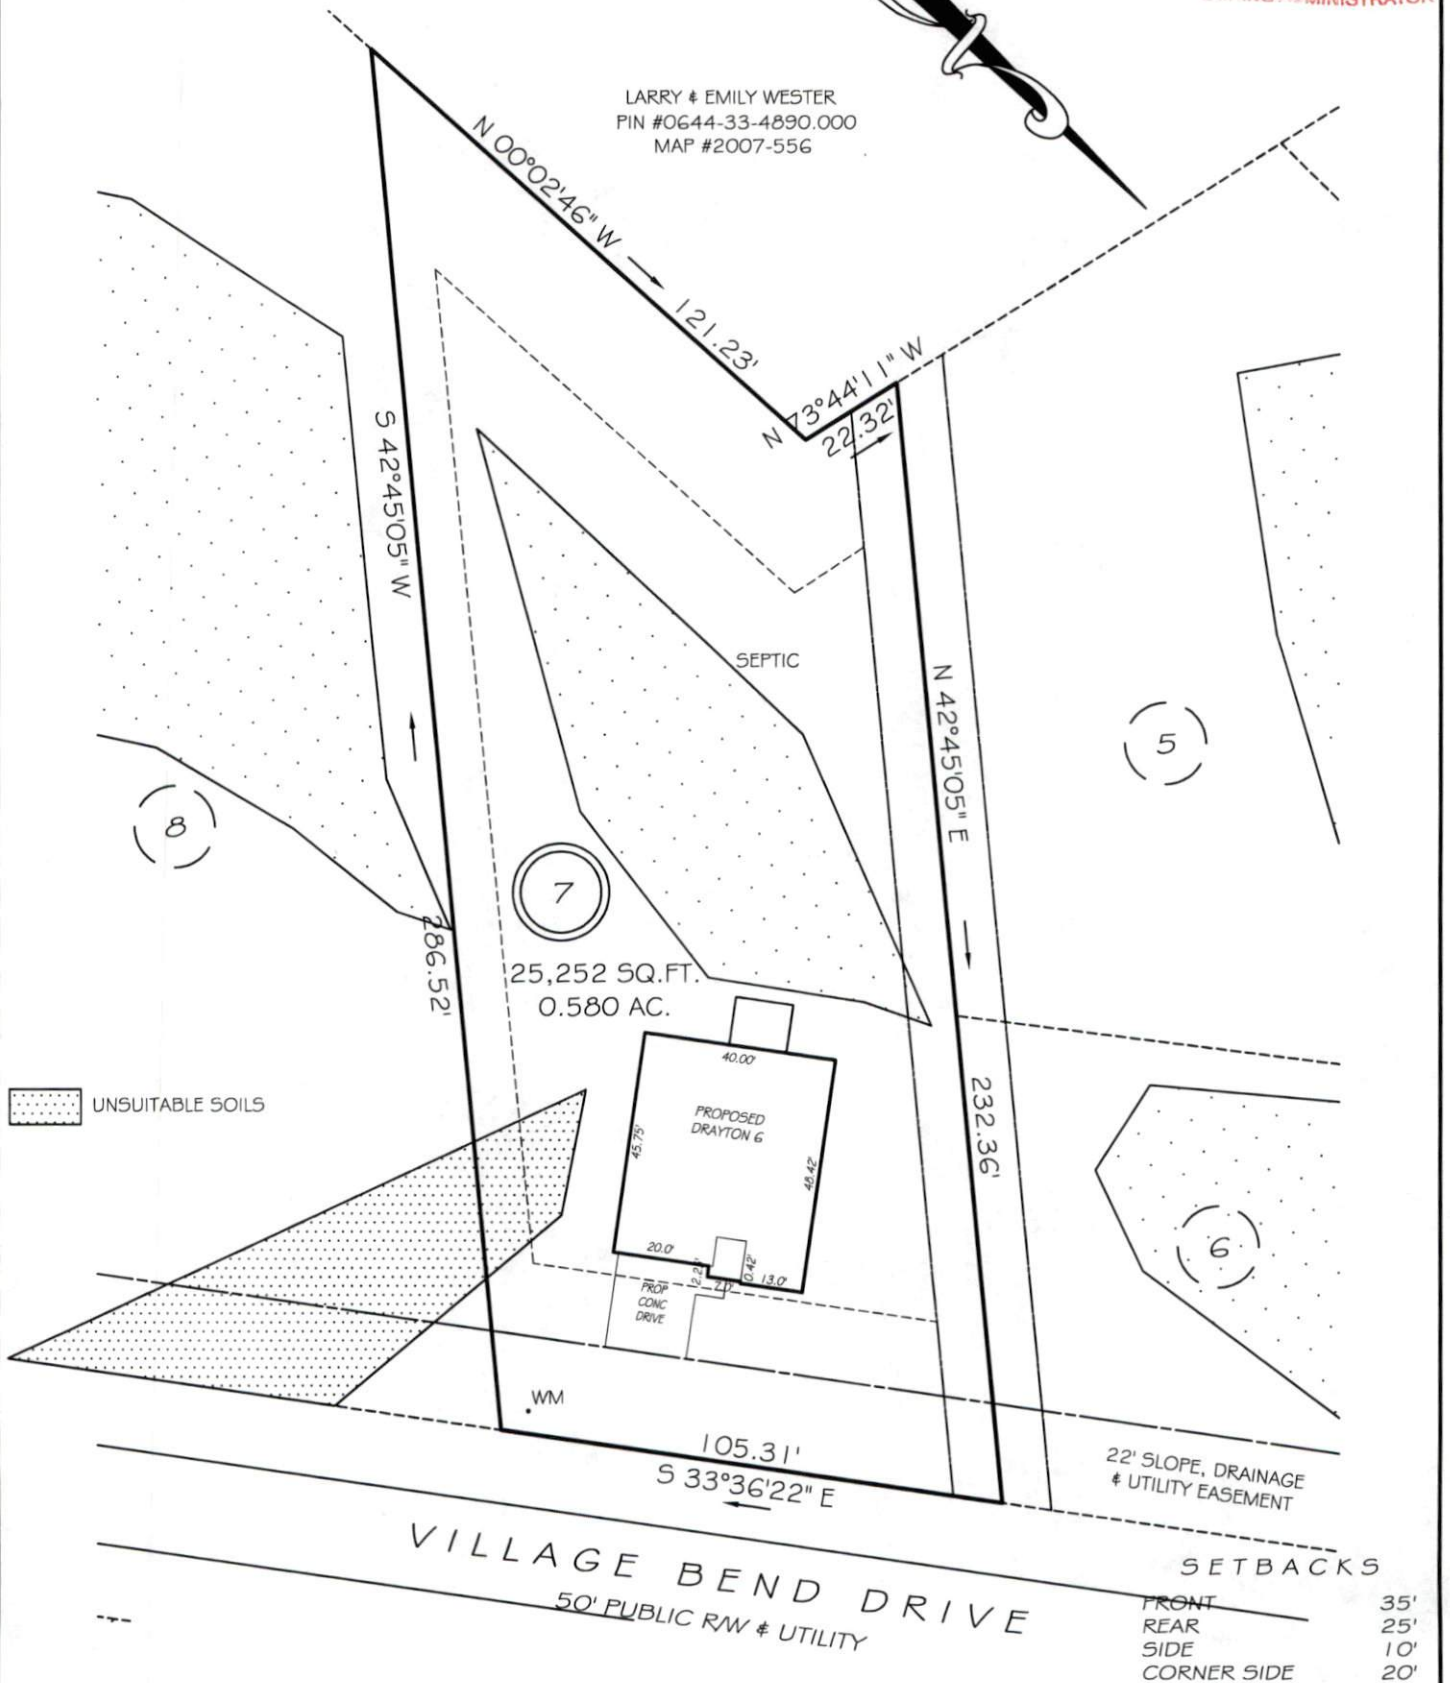 LARRY & EMILY WESTER
PIN #0644-33-4890.000
MAP #2007-556
N 00°02'46" W
121.23'
N 73°44'11" W
22.32'
S 42°45'05" W
286.52'
SEPTIC
N 42°45'05" E
232.36'
5
8
7
25,252 SQ.FT.
0.580 AC.
UNSUITABLE SOILS
40.00'
PROPOSED
DRAYTON 6
45.75'
48.42'
20.0'
7.0'
0.42'
13.0'
PROP
CONC
DRIVE
6
WM
105.31'
S 33°36'22" E
22' SLOPE, DRAINAGE
& UTILITY EASEMENT
VILLAGE BEND DRIVE
50' PUBLIC R/W & UTILITY
SETBACKS
FRONT 35'
REAR 25'
SIDE 10'
CORNER SIDE 20'